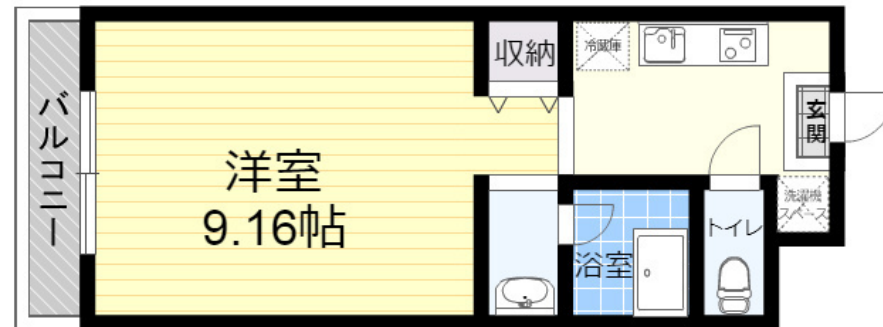 バルコニー
洋室
9.16帖
収納
冷蔵庫
玄関
洗濯機
スペース
トイレ
浴室